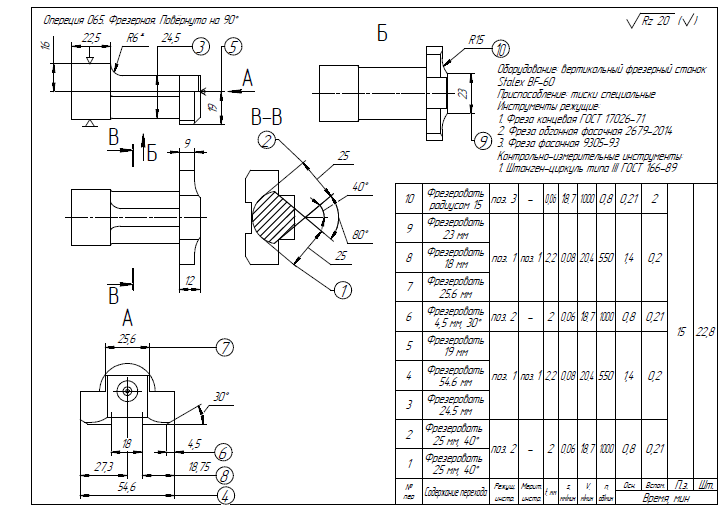 Операция 065. Фрезерная. Повернуто на 90°
Rz 20 (√)
22,5
R6*
24,5
3
5
16
А
19
В
Б
В-В
2
9
25
40°
80°
25
1
12
В
Б
R15
10
23
9
Оборудование: вертикальный фрезерный станок
Stalex BF-60
Приспособление: тиски специальные
Инструменты режущие:
1. Фреза концевая ГОСТ 17026-71
2. Фреза обгонная фасочная 2679-2014
3. Фреза фасонная 9305-93
Контрольно-измерительные инструменты:
1. Штанген-циркуль типа III ГОСТ 166-89
А
25,6
7
30°
18
4,5
6
27,3
18,75
8
54,6
4
10 Фрезеровать радиусом 15 поз. 3 - 0,06 18,7 1000 0,8 0,21 2
9 Фрезеровать 23 мм
8 Фрезеровать 18 мм поз. 1 поз. 1 2,2 0,08 20,4 550 1,4 0,2
7 Фрезеровать 25.6 мм
6 Фрезеровать 4,5 мм, 30° поз. 2 - 2 0,06 18,7 1000 0,8 0,21
15 22,8
5 Фрезеровать 19 мм
4 Фрезеровать 54.6 мм поз. 1 поз. 1 2,2 0,08 20,4 550 1,4 0,2
3 Фрезеровать 24.5 мм
2 Фрезеровать 25 мм, 40° поз. 2 - 2 0,06 18,7 1000 0,8 0,21
1 Фрезеровать 25 мм, 40°
№ пер Содержание перехода Режущ. инстр. Мерит. инстр. t, мм s, мм/мин V, м/мин n, об/мин Осн. Вспом. П.з. Шт.
Время, мин